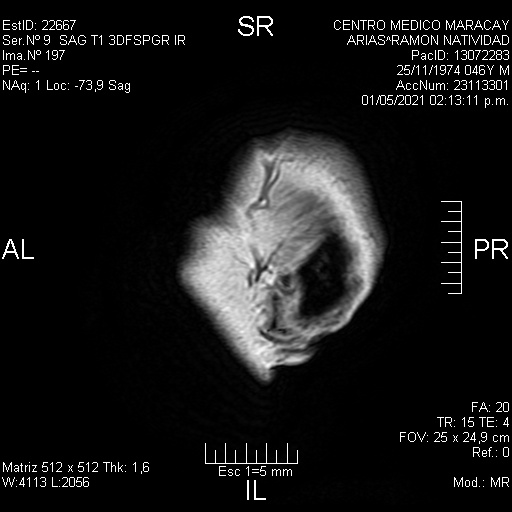 EstID: 22667
Ser.Nº 9 SAG T1 3DFSPGR IR
Ima.Nº 197
PE= --
NAq: 1 Loc: -73,9 Sag
SR
CENTRO MEDICO MARACAY
ARIAS^RAMON NATIVIDAD
PacID: 13072283
25/11/1974 046Y M
AccNum: 23113301
01/05/2021 02:13:11 p.m.
AL
PR
FA: 20
TR: 15 TE: 4
FOV: 25 x 24,9 cm
Ref.: 0
Mod.: MR
Matriz 512 x 512 Thk: 1,6
W:4113 L:2056
Esc 1=5 mm
IL